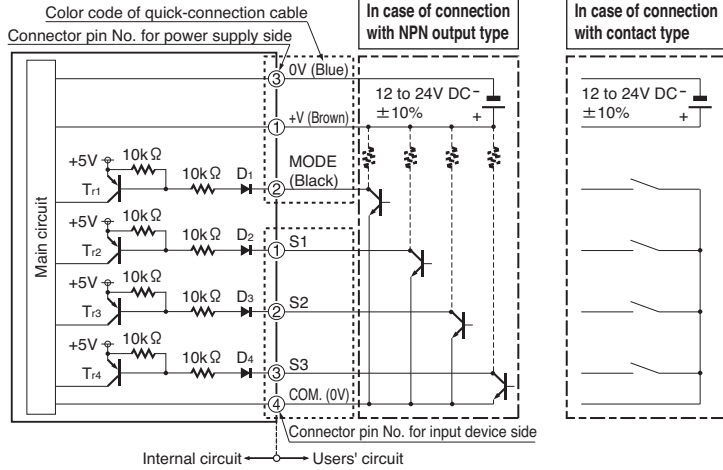 Color code of quick-connection cable
Connector pin No. for power supply side
In case of connection
with NPN output type
In case of connection
with contact type
3 0V (Blue)
12 to 24V DC
±10%
-
+
12 to 24V DC
±10%
-
+
1 +V (Brown)
Main circuit
+5V 10kΩ
Tr1 10kΩ D1
2 MODE
(Black)
+5V 10kΩ
Tr2 10kΩ D2
1 S1
+5V 10kΩ
Tr3 10kΩ D3
2 S2
+5V 10kΩ
Tr4 10kΩ D4
3 S3
4 COM. (0V)
Connector pin No. for input device side
Internal circuit Users' circuit